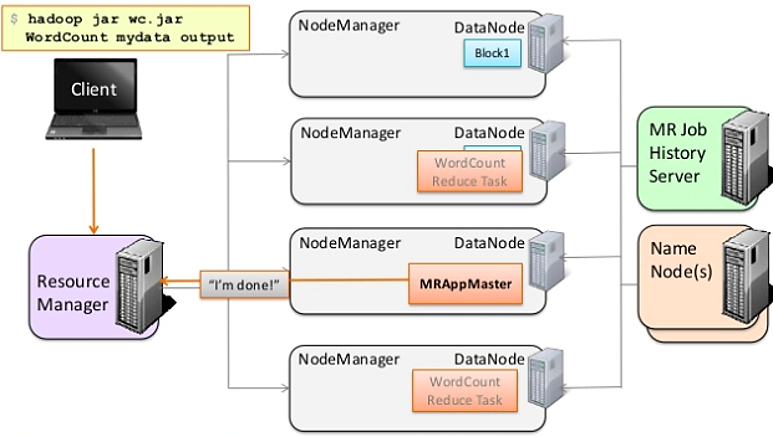 $ hadoop jar wc.jar
WordCount mydata output
Client
NodeManager
DataNode
Block1
NodeManager
DataNode
WordCount
Reduce Task
MR Job
History
Server
NodeManager
DataNode
MRAppMaster
"I'm done!"
Resource
Manager
Name
Node(s)
NodeManager
DataNode
WordCount
Reduce Task